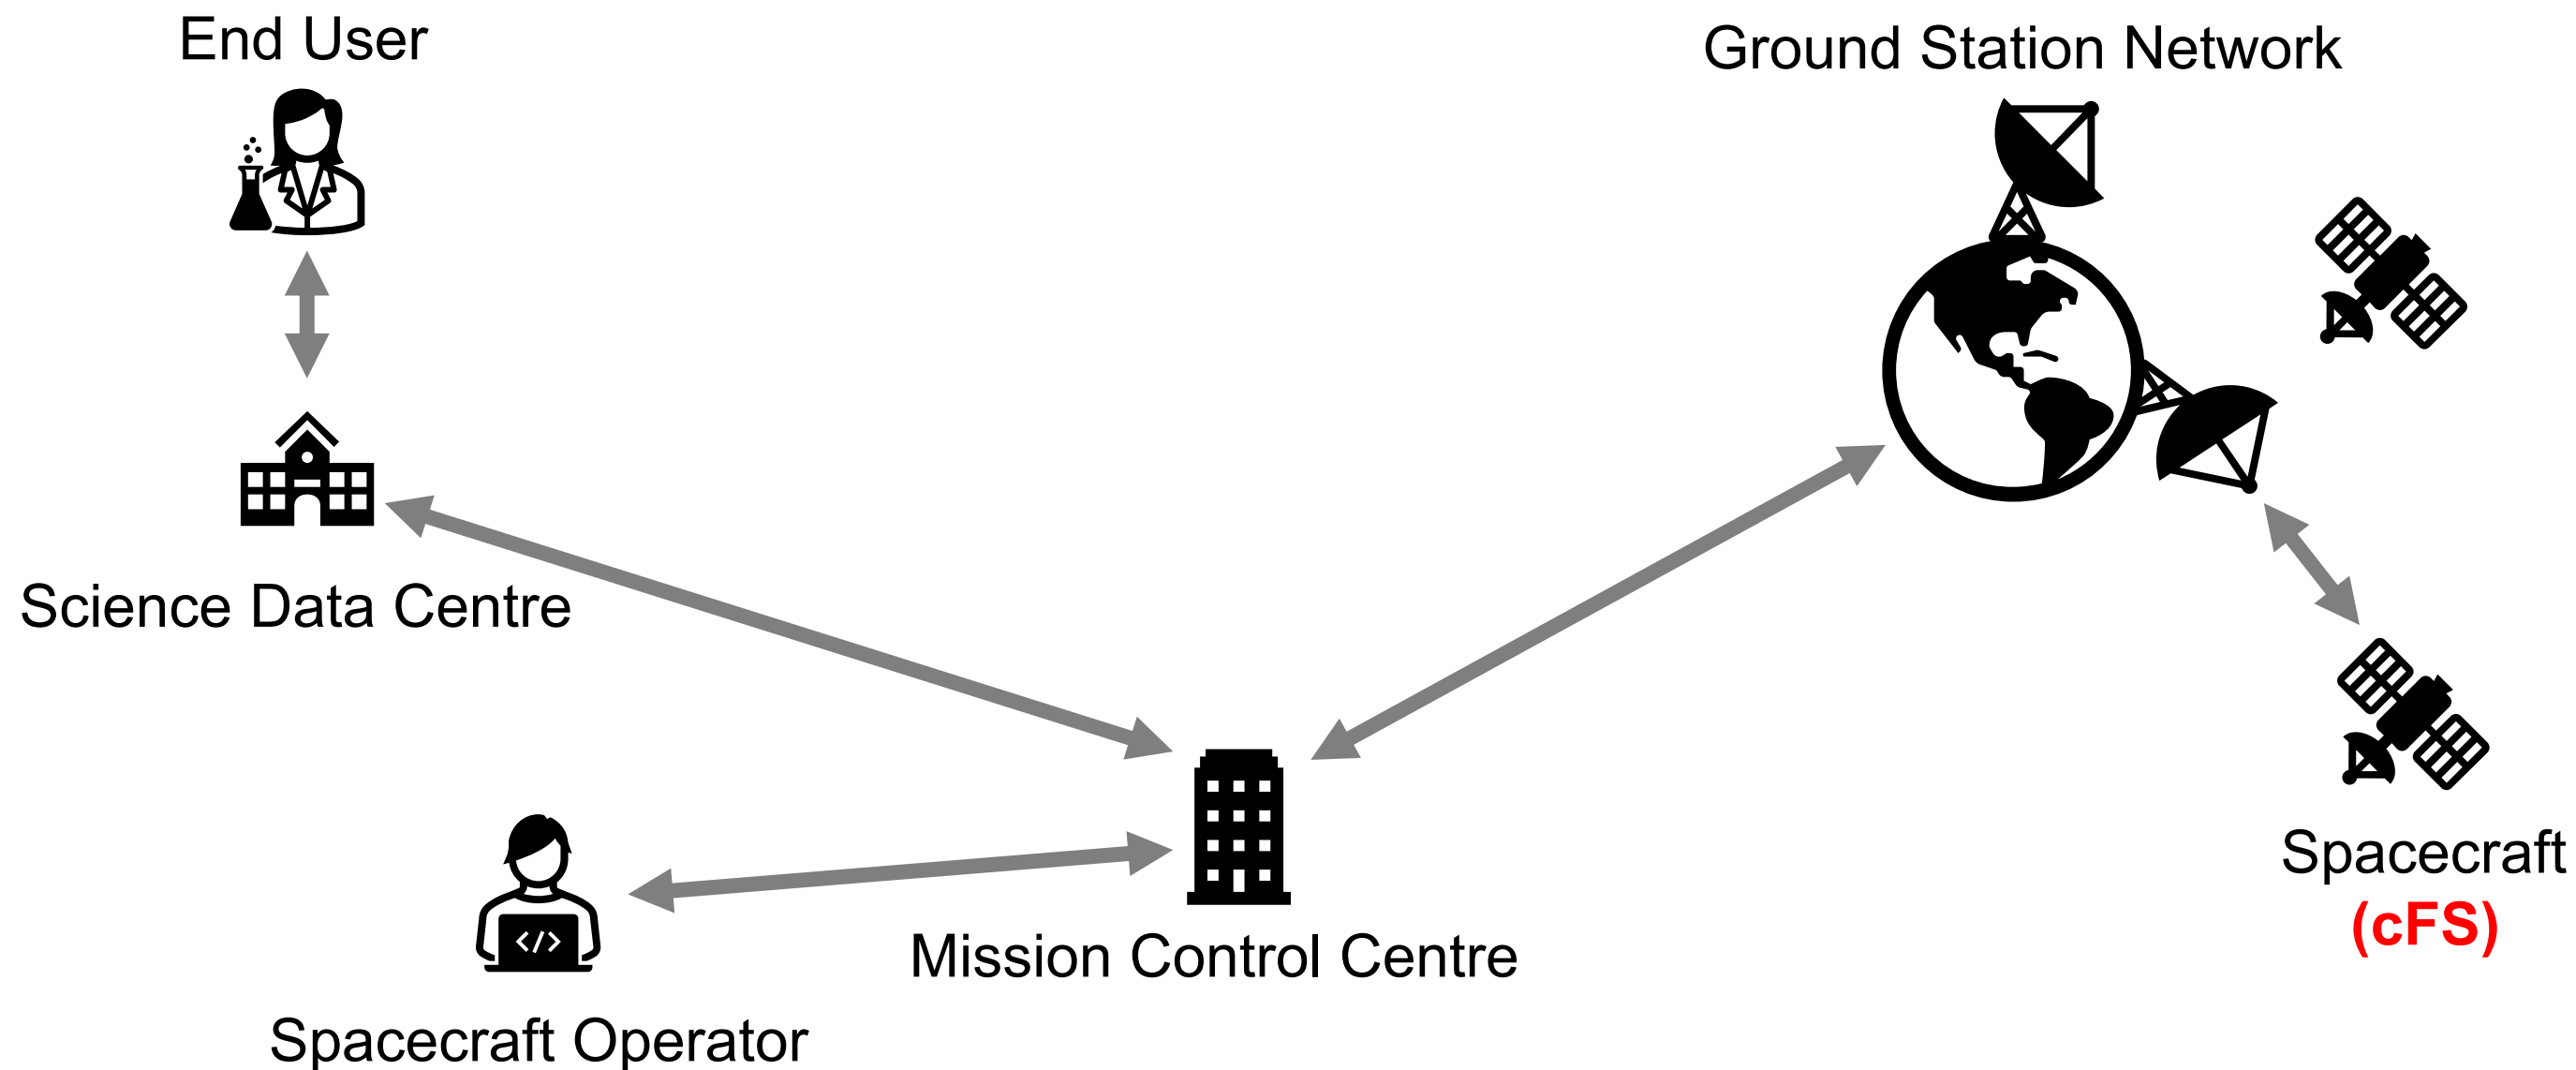 End User
Ground Station Network
Science Data Centre
</>
Mission Control Centre
Spacecraft Operator
Spacecraft
(cFS)